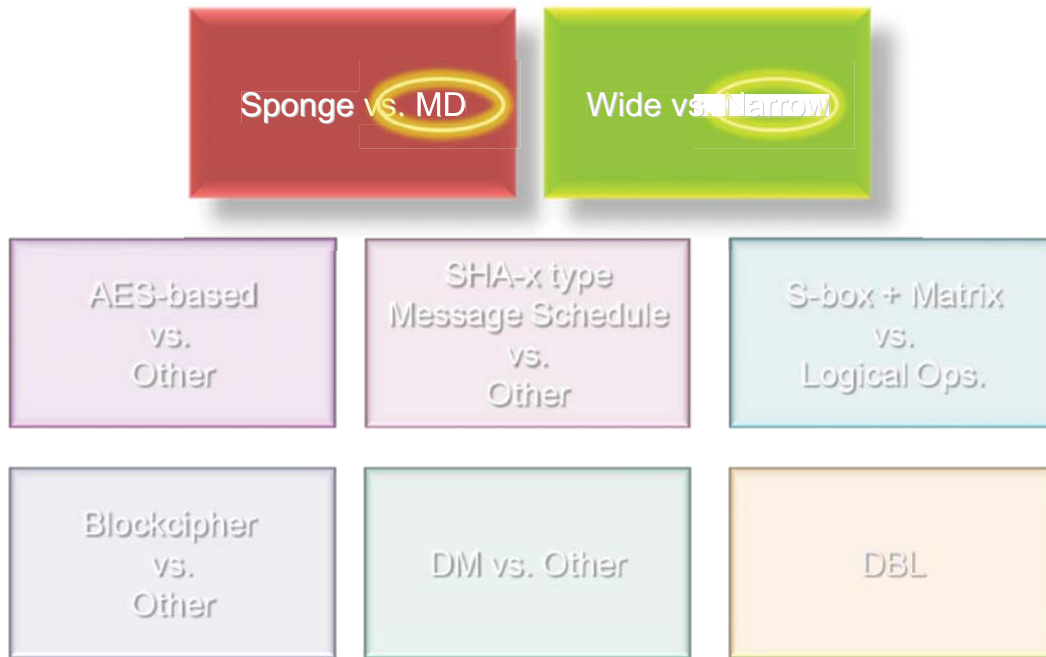 Sponge vs. MD
Wide vs. Narrow
AES-based
vs.
Other
SHA-x type
Message Schedule
vs.
Other
S-box + Matrix
vs.
Logical Ops.
Blockcipher
vs.
Other
DM vs. Other
DBL